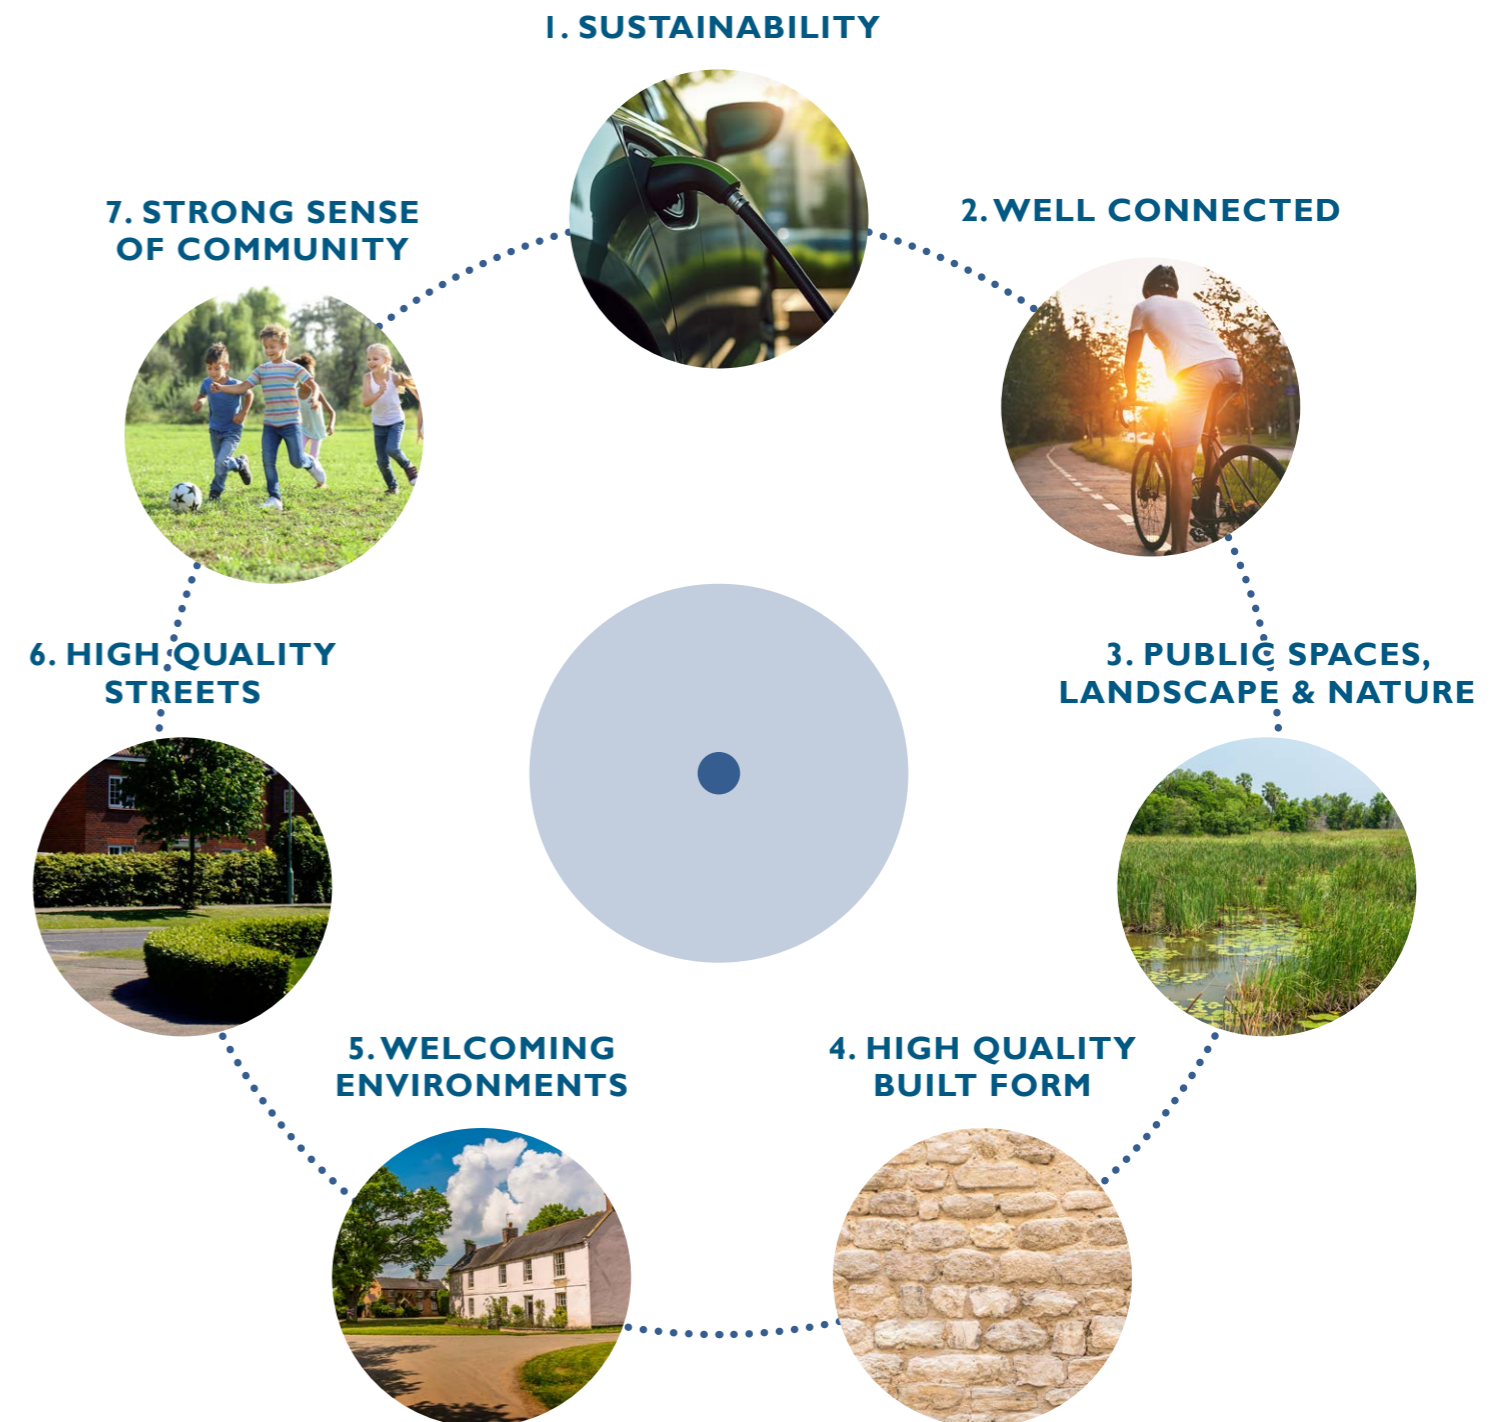 1. SUSTAINABILITY
2. WELL CONNECTED
3. PUBLIC SPACES,
LANDSCAPE & NATURE
4. HIGH QUALITY
BUILT FORM
5. WELCOMING
ENVIRONMENTS
6. HIGH QUALITY
STREETS
7. STRONG SENSE
OF COMMUNITY